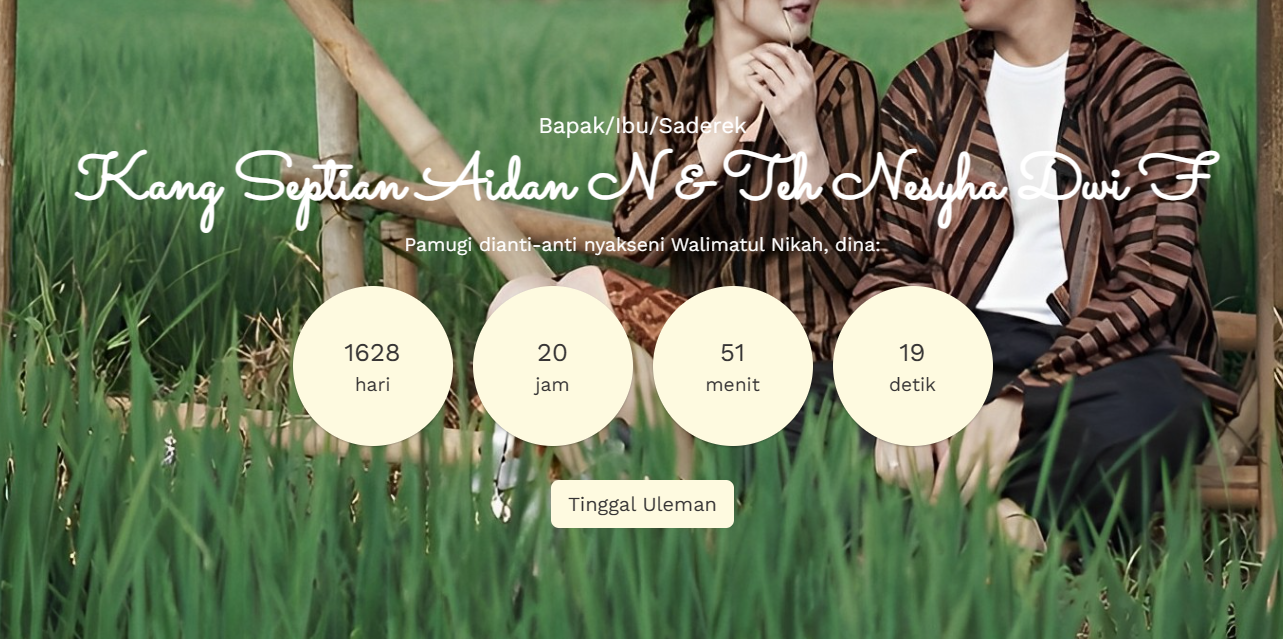 Bapak/Ibu/Saderek
Kang Septian Aidan N & Teh Nesyha Dwi F
Pamugi dianti-anti nyakseni Walimatul Nikah, dina:
1628 20 51 19
hari jam menit detik
Tinggal Uleman